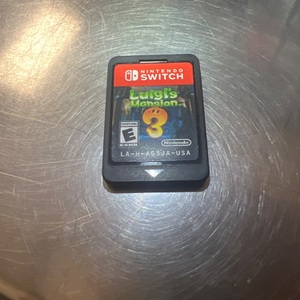 NINTENDO
SWITCH
Luigi's
Mansion
3
E
Nintendo
LA-H-AG3JA-USA